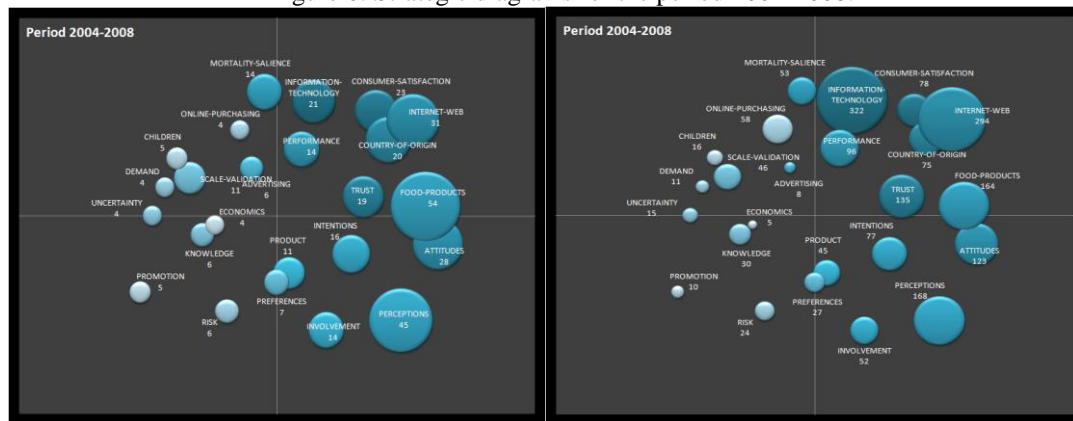 Strategic diagrams for the period
Period 2004-2008
MORTALITY-SALIENCE
14
INFORMATION-
TECHNOLOGY
21
CONSUMER-SATISFACTION
23
INTERNET-WEB
31
ONLINE-PURCHASING
4
CHILDREN
5
PERFORMANCE
14
COUNTRY-OF-ORIGIN
20
DEMAND
4
SCALE-VALIDATION
11
ADVERTISING
6
TRUST
19
FOOD-PRODUCTS
54
UNCERTAINTY
4
ECONOMICS
4
INTENTIONS
16
KNOWLEDGE
6
PRODUCT
11
ATTITUDES
28
PROMOTION
5
PREFERENCES
7
RISK
6
PERCEPTIONS
45
INVOLVEMENT
14
Period 2004-2008
MORTALITY-SALIENCE
53
INFORMATION-
TECHNOLOGY
322
CONSUMER-SATISFACTION
78
INTERNET-WEB
294
ONLINE-PURCHASING
58
CHILDREN
16
PERFORMANCE
96
COUNTRY-OF-ORIGIN
75
SCALE-VALIDATION
46
DEMAND
11
ADVERTISING
8
FOOD-PRODUCTS
164
TRUST
135
UNCERTAINTY
15
ECONOMICS
5
INTENTIONS
77
KNOWLEDGE
30
PRODUCT
45
ATTITUDES
123
PROMOTION
10
PREFERENCES
27
PERCEPTIONS
168
RISK
24
INVOLVEMENT
52